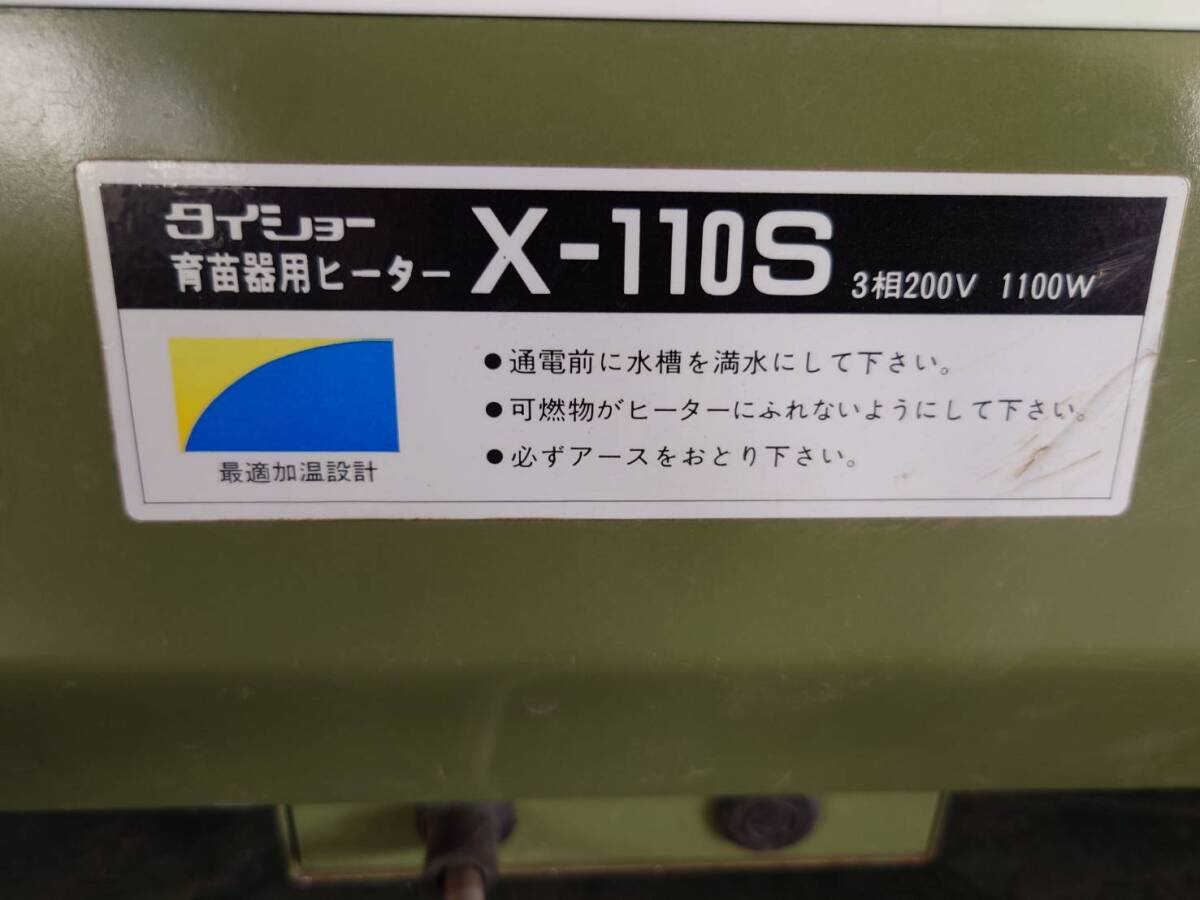 タイショー
育苗器用ヒーター X-110S 3相200V 1100W
●通電前に水槽を満水にして下さい。
●可燃物がヒーターにふれないようにして下さい。
●必ずアースをおとり下さい。
最適加温設計